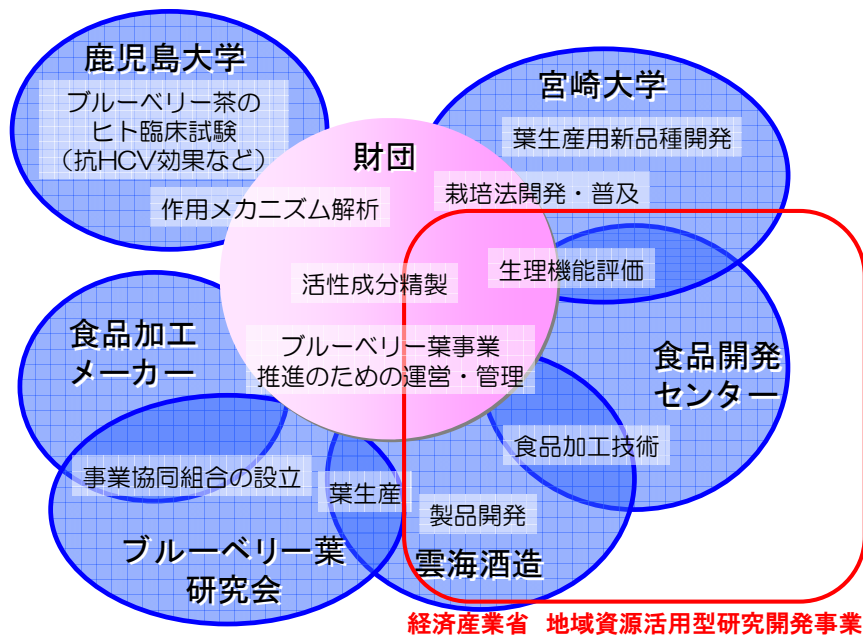 鹿児島大学
ブルーベリー茶の
ヒト臨床試験
（抗HCV効果など）
作用メカニズム解析
財団
宮崎大学
葉生産用新品種開発
栽培法開発・普及
生理機能評価
活性成分精製
ブルーベリー葉事業
推進のための運営・管理
食品加工
メーカー
食品開発
センター
食品加工技術
事業協同組合の設立
葉生産
製品開発
ブルーベリー葉
研究会
雲海酒造
経済産業省 地域資源活用型研究開発事業